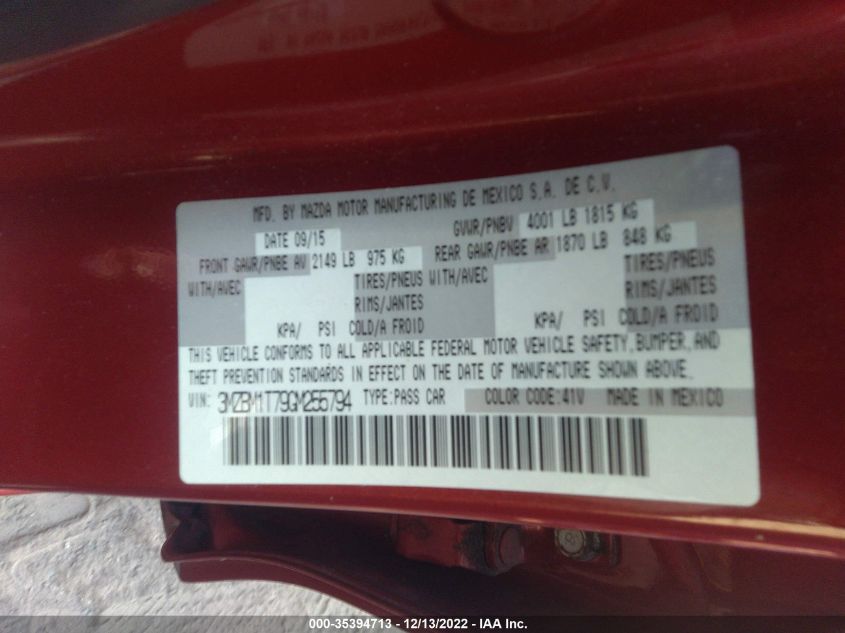 MFD. BY MAZDA MOTOR MANUFACTURING DE MEXICO S.A. DE C.V.
DATE 09/15 GVWR/PNBV 4001 LB 1815 KG
FRONT GAWR/PNBE AV 2149 LB 975 KG REAR GAWR/PNBE AR 1870 LB 848 KG
WITH/AVEC TIRES/PNEUS WITH/AVEC TIRES/PNEUS
RIMS/JANTES RIMS/JANTES
KPA/ PSI COLD/A FROID KPA/ PSI COLD/A FROID
THIS VEHICLE CONFORMS TO ALL APPLICABLE FEDERAL MOTOR VEHICLE SAFETY, BUMPER, AND
THEFT PREVENTION STANDARDS IN EFFECT ON THE DATE OF MANUFACTURE SHOWN ABOVE.
VIN: 3MZBM1T79GM255794 TYPE:PASS CAR COLOR CODE:41V MADE IN MEXICO
000-35394713 - 12/13/2022 - IAA Inc.